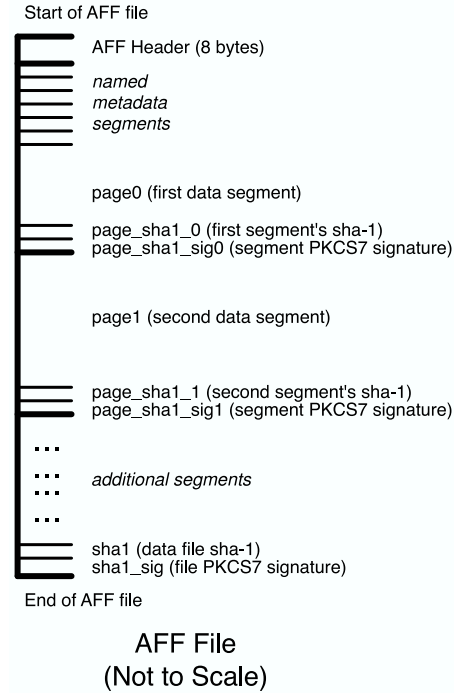 Start of AFF file
AFF Header (8 bytes)
named
metadata
segments
page0 (first data segment)
page_sha1_0 (first segment's sha-1)
page_sha1_sig0 (segment PKCS7 signature)
page1 (second data segment)
page_sha1_1 (second segment's sha-1)
page_sha1_sig1 (segment PKCS7 signature)
...
...
additional segments
...
...
sha1 (data file sha-1)
sha1_sig (file PKCS7 signature)
End of AFF file
AFF File
(Not to Scale)